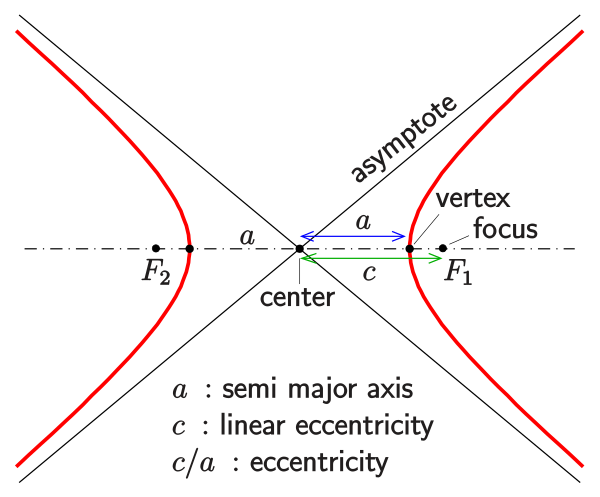 asymptote
vertex
a
a
focus
F₂
c
F₁
center
a : semi major axis
c : linear eccentricity
c/a : eccentricity